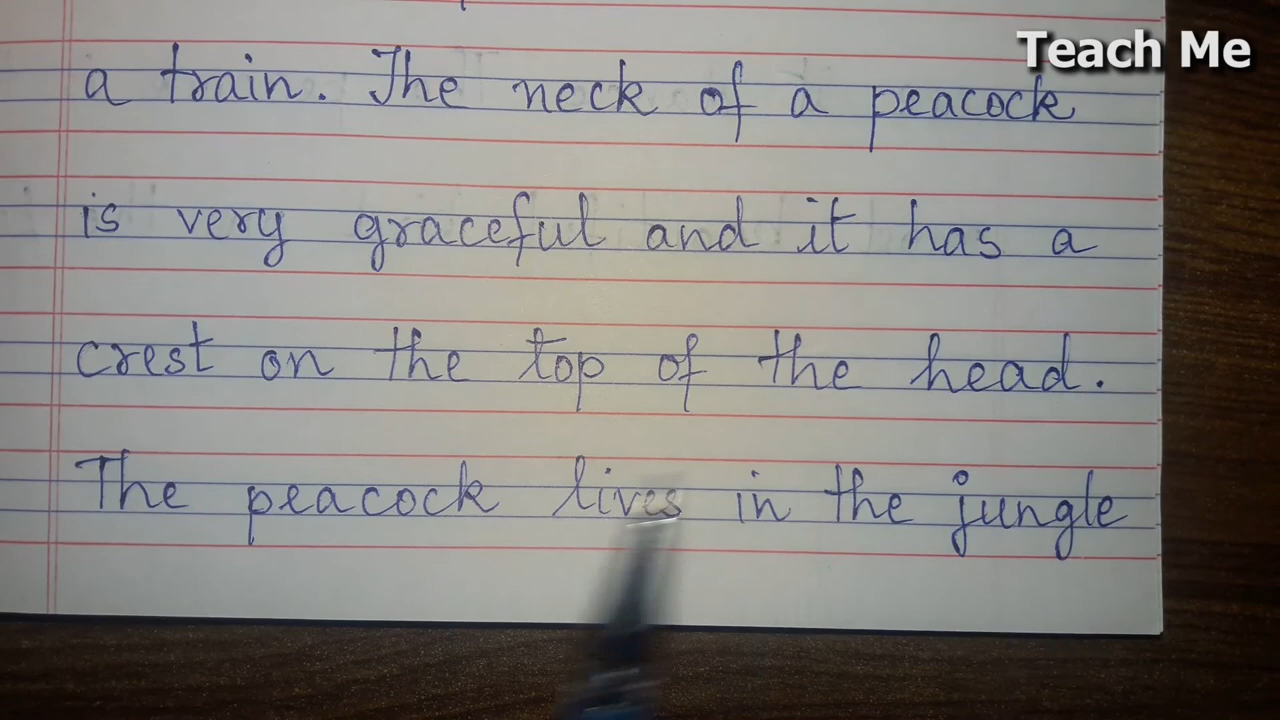 Teach Me
a train. The neck of a peacock
is very graceful and it has a
crest on the top of the head.
The peacock lives in the jungle